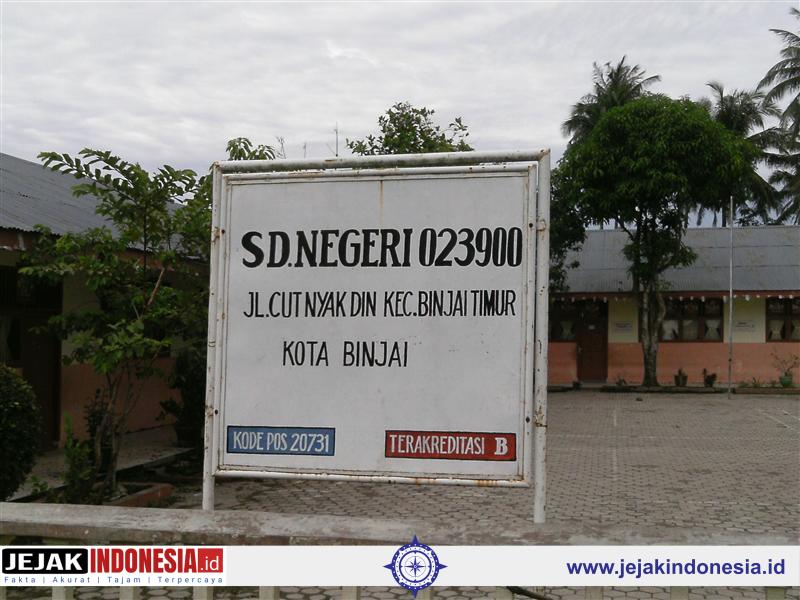 SD.NEGERI 023900
JL.CUT NYAK DIN KEC.BINJAI TIMUR
KOTA BINJAI
KODE POS 20731
TERAKREDITASI B
JEJAK INDONESIA.id
Fakta | Akurat | Tajam | Terpercaya
www.jejakindonesia.id